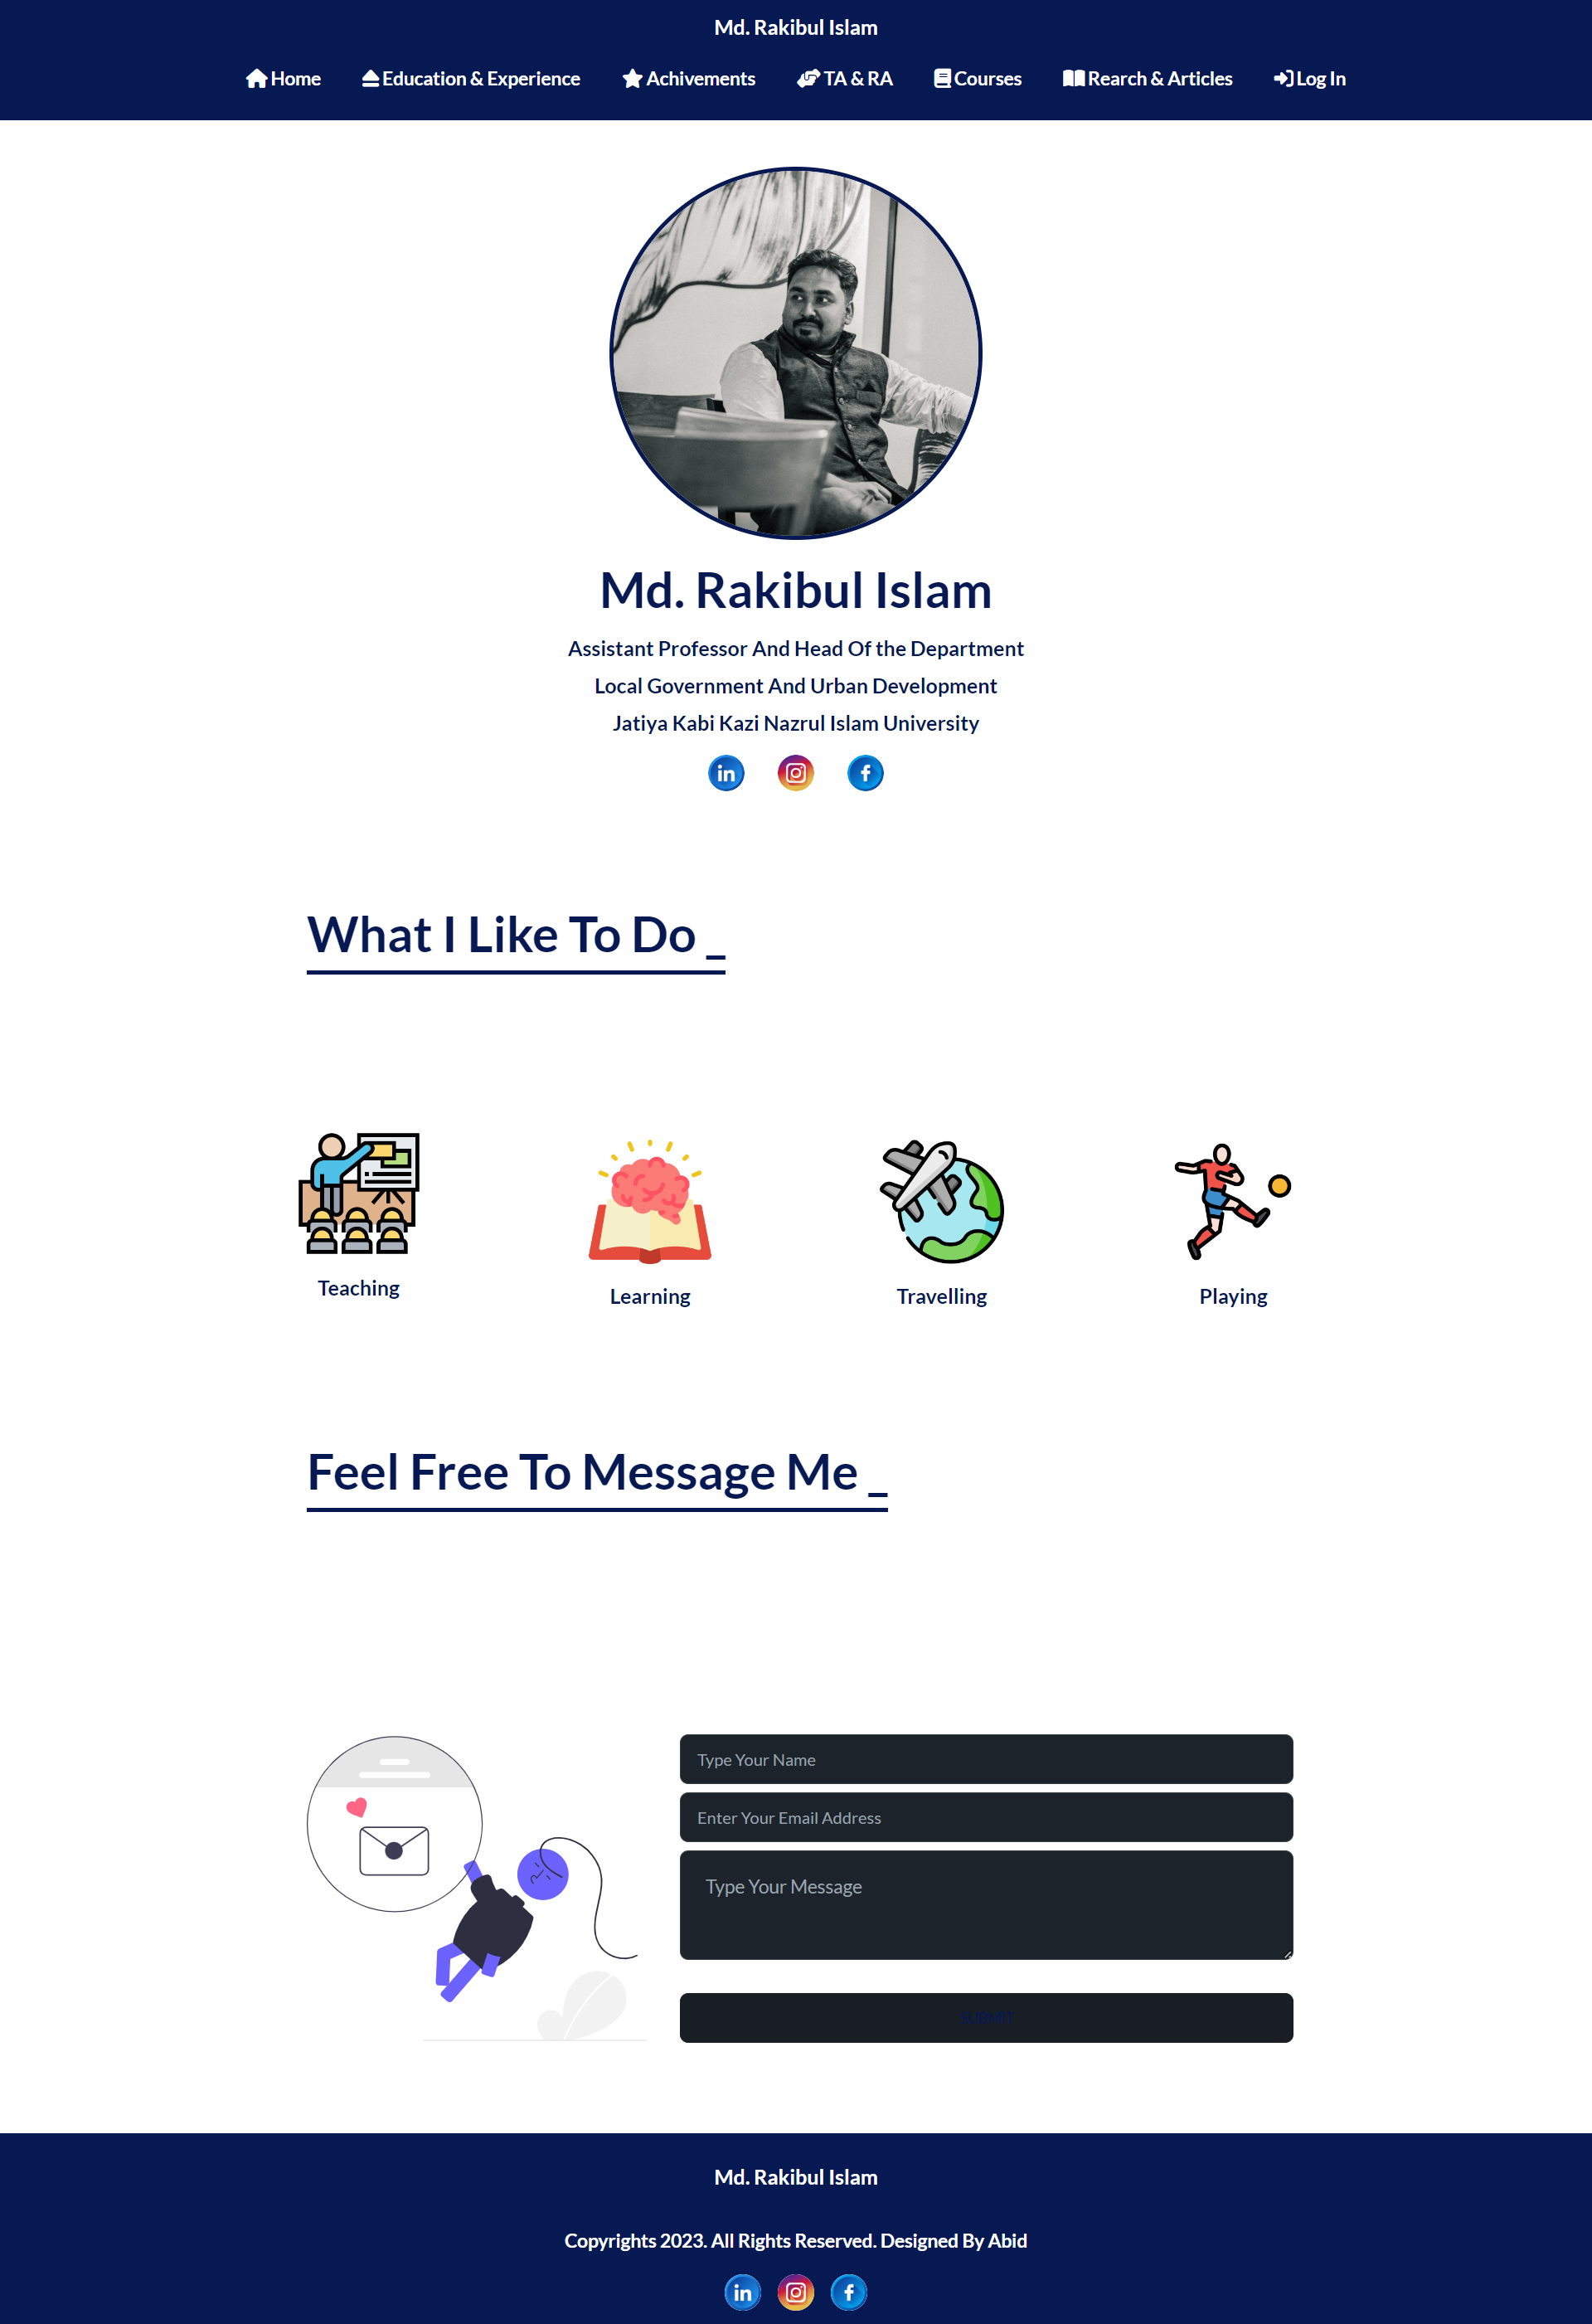 Md. Rakibul Islam
Home Education & Experience Achivements TA & RA Courses Rearch & Articles Log In
Md. Rakibul Islam
Assistant Professor And Head Of the Department
Local Government And Urban Development
Jatiya Kabi Kazi Nazrul Islam University
What I Like To Do _
Teaching
Learning
Travelling
Playing
Feel Free To Message Me _
Type Your Name
Enter Your Email Address
Type Your Message
SUBMIT
Md. Rakibul Islam
Copyrights 2023. All Rights Reserved. Designed By Abid